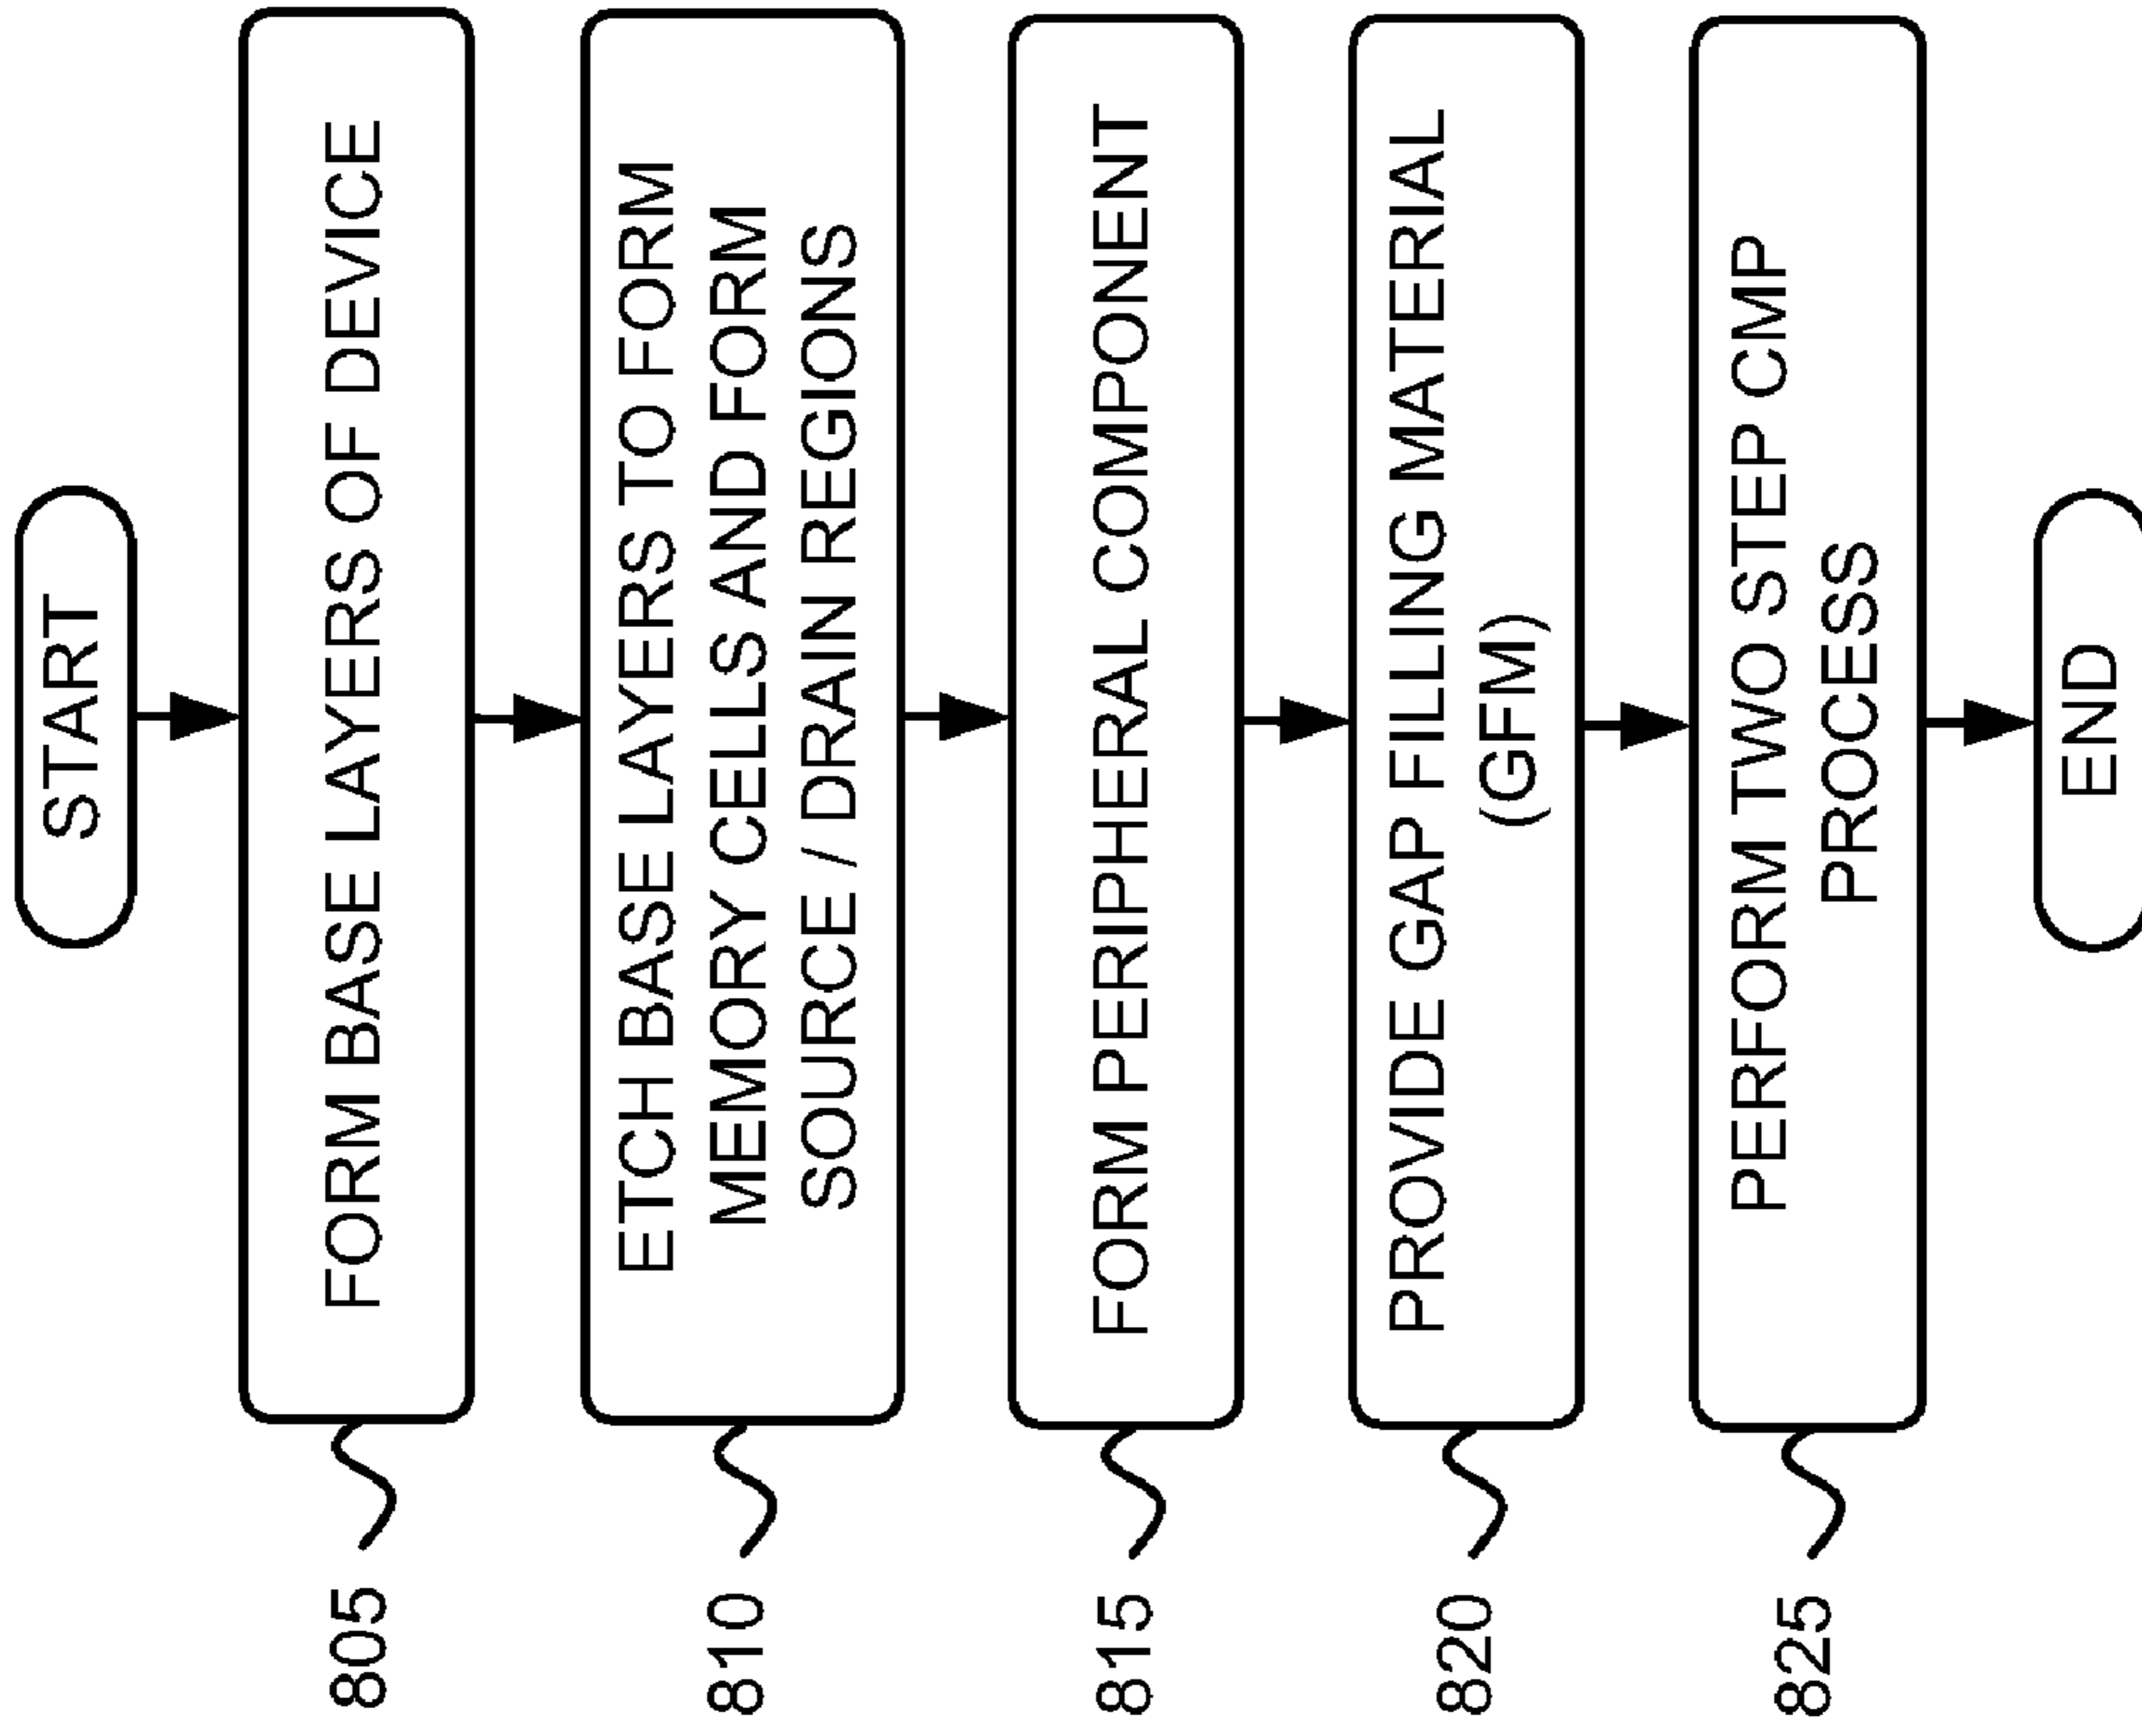 START
805
FORM BASE LAYERS OF DEVICE
810
ETCH BASE LAYERS TO FORM
MEMORY CELLS AND FORM
SOURCE / DRAIN REGIONS
815
FORM PERIPHERAL COMPONENT
820
PROVIDE GAP FILLING MATERIAL
(GFM)
825
PERFORM TWO STEP CMP
PROCESS
END